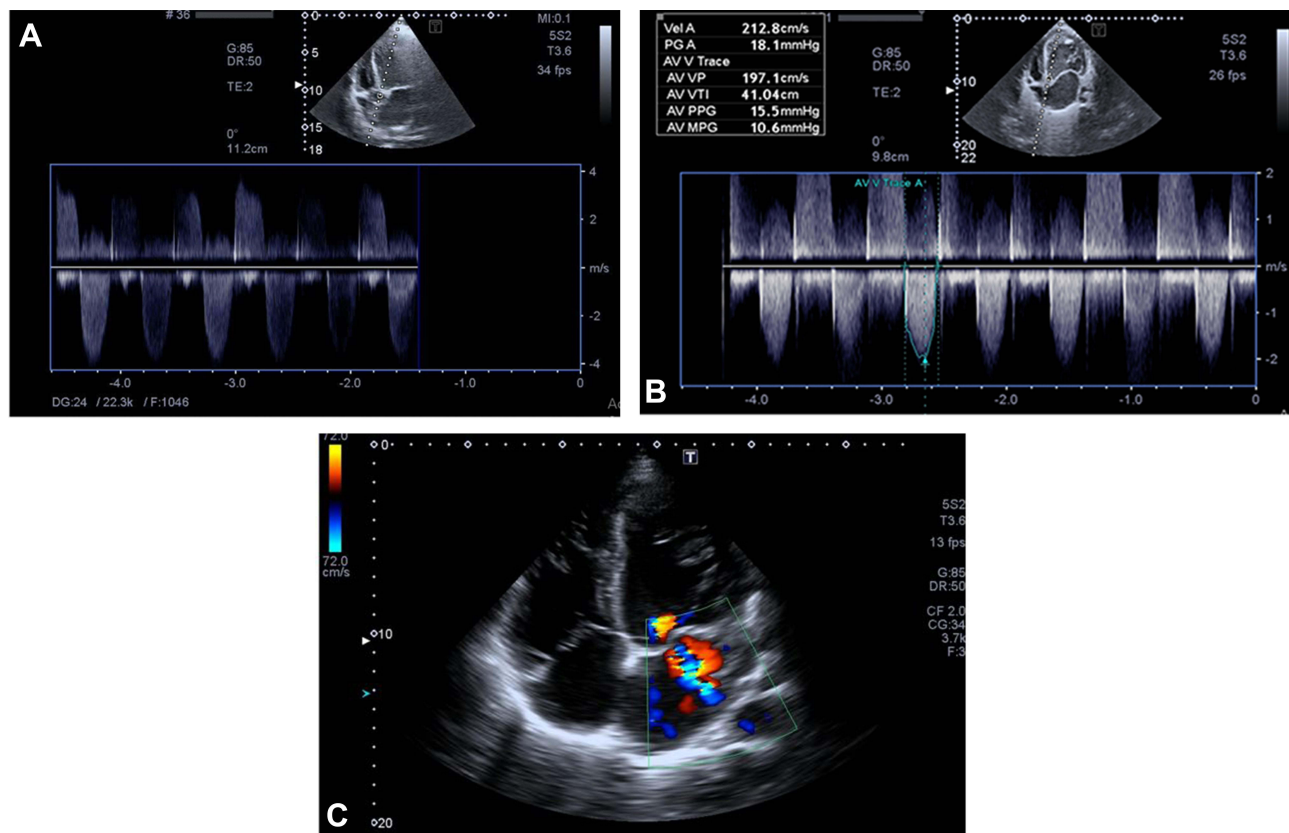 A
# 36
0
5
10
15
18
T
MI:0.1
5S2
T3.6
34 fps
G:85
DR:50
TE:2
0°
11.2cm
4
2
m/s
-2
-4
-4.0 -3.0 -2.0 -1.0 0
DG:24 / 22.3k / F:1046
B
Vel A 212.8cm/s
PG A 18.1mmHg
AV V Trace
AV VP 197.1cm/s
AV VTI 41.04cm
AV PPG 15.5mmHg
AV MPG 10.6mmHg
G:85
DR:50
TE:2
0°
9.8cm
0
10
20
22
5S2
T3.6
26 fps
AV V Trace A
2
1
m/s
-1
-2
-4.0 -3.0 -2.0 -1.0 0
C
72.0
72.0
cm/s
0
10
20
T
5S2
T3.6
13 fps
G:85
DR:50
CF 2.0
CG:34
3.7k
F:3